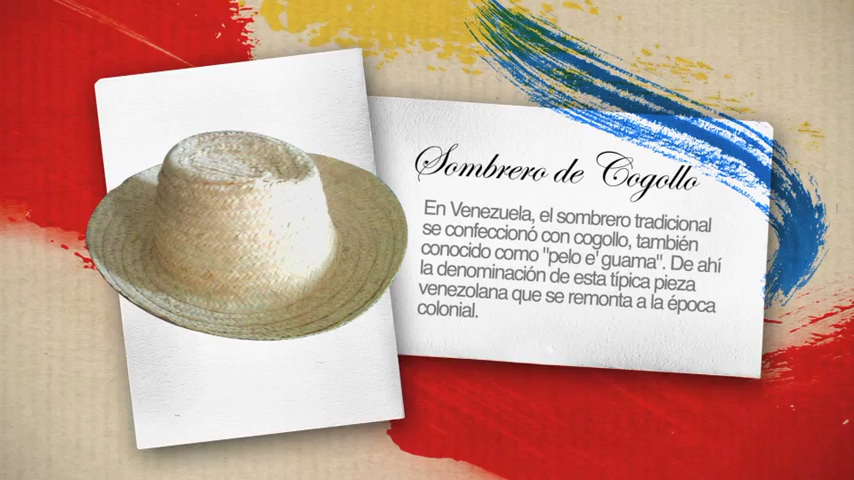 Sombrero de Cogollo
En Venezuela, el sombrero tradicional
se confeccionó con cogollo, también
conocido como "pelo e' guama". De ahí
la denominación de esta típica pieza
venezolana que se remonta a la época
colonial.